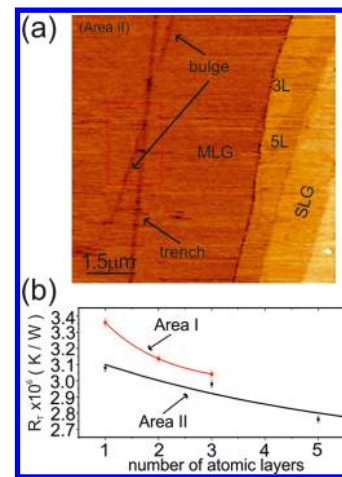 (a)
(Area II)
bulge
3L
5L
MLG
SLG
trench
1.5μm
(b)
3.4
3.3
3.2
3.1
3.0
2.9
2.8
2.7
R_T x10⁶ ( K / W )
Area I
Area II
1 2 3 4 5
number of atomic layers